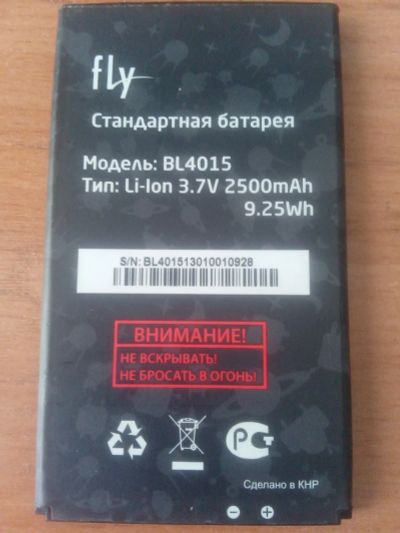 fly
Стандартная батарея
Модель: BL4015
Тип: Li-Ion 3.7V 2500mAh
9.25Wh
S/N: BL401513010010928
ВНИМАНИЕ!
НЕ ВСКРЫВАТЬ!
НЕ БРОСАТЬ В ОГОНЬ!
Сделано в КНР